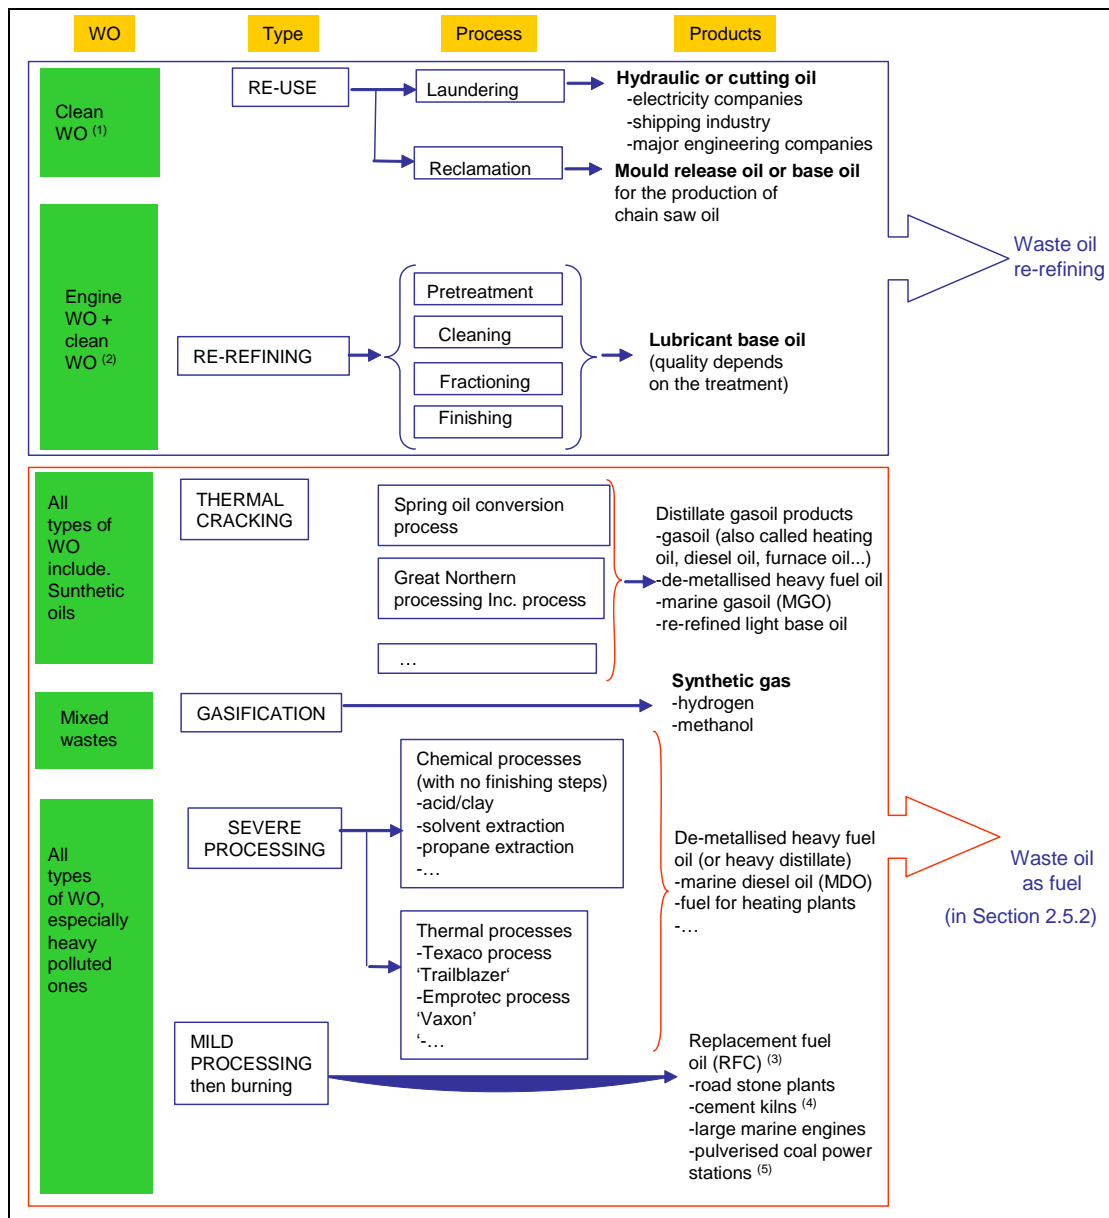 WO
Type
Process
Products
Clean
WO (1)
RE-USE
Laundering
Hydraulic or cutting oil
-electricity companies
-shipping industry
-major engineering companies
Reclamation
Mould release oil or base oil
for the production of
chain saw oil
Engine
WO +
clean
WO (2)
RE-REFINING
Pretreatment
Cleaning
Fractioning
Finishing
Lubricant base oil
(quality depends
on the treatment)
Waste oil
re-refining
All
types of
WO
include.
Sunthetic
oils
THERMAL
CRACKING
Spring oil conversion
process
Great Northern
processing Inc. process
…
Distillate gasoil products
-gasoil (also called heating
oil, diesel oil, furnace oil...)
-de-metallised heavy fuel oil
-marine gasoil (MGO)
-re-refined light base oil
Mixed
wastes
GASIFICATION
Synthetic gas
-hydrogen
-methanol
All
types
of WO,
especially
heavy
polluted
ones
SEVERE
PROCESSING
Chemical processes
(with no finishing steps)
-acid/clay
-solvent extraction
-propane extraction
-…
Thermal processes
-Texaco process
‘Trailblazer‘
-Emprotec process
‘Vaxon’
‘-…
De-metallised heavy fuel
oil (or heavy distillate)
-marine diesel oil (MDO)
-fuel for heating plants
-…
MILD
PROCESSING
then burning
Replacement fuel
oil (RFC) (3)
-road stone plants
-cement kilns (4)
-large marine engines
-pulverised coal power
stations (5)
Waste oil
as fuel
(in Section 2.5.2)